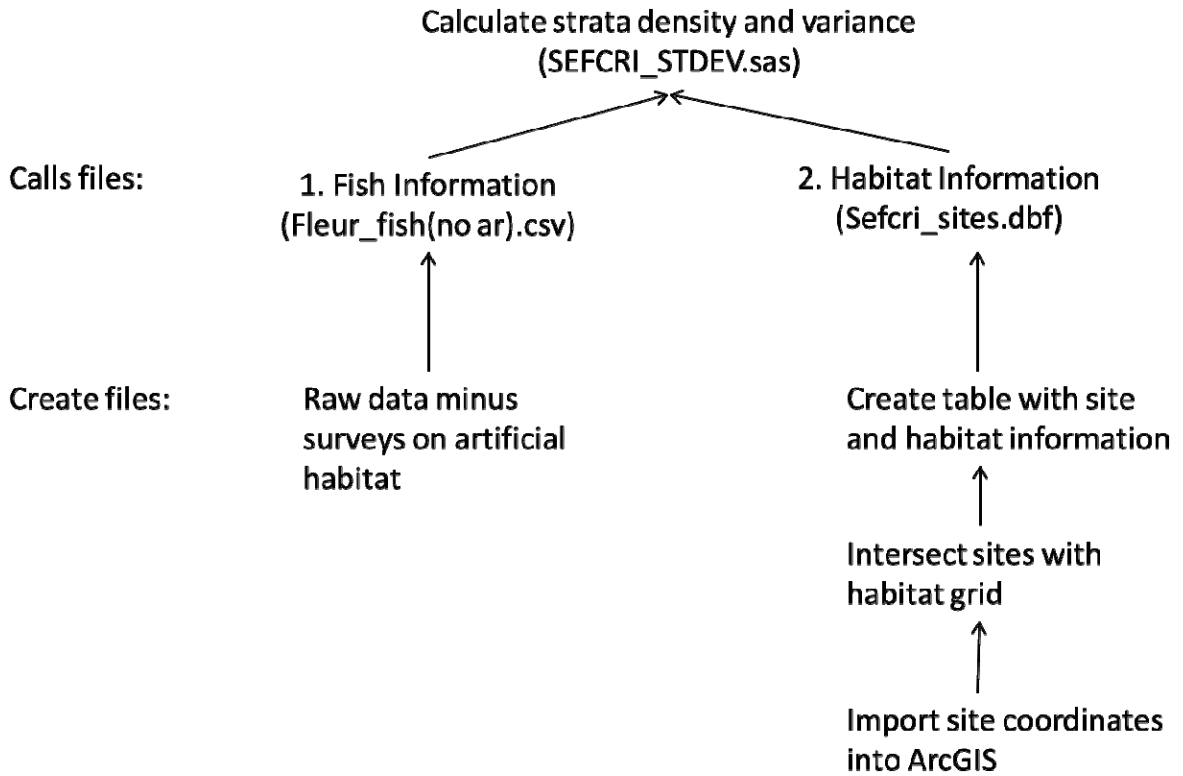 Calculate strata density and variance
(SEFCRI_STDEV.sas)
Calls files:
1. Fish Information
(Fleur_fish(no ar).csv)
2. Habitat Information
(Sefcri_sites.dbf)
Create files:
Raw data minus
surveys on artificial
habitat
Create table with site
and habitat information
Intersect sites with
habitat grid
Import site coordinates
into ArcGIS